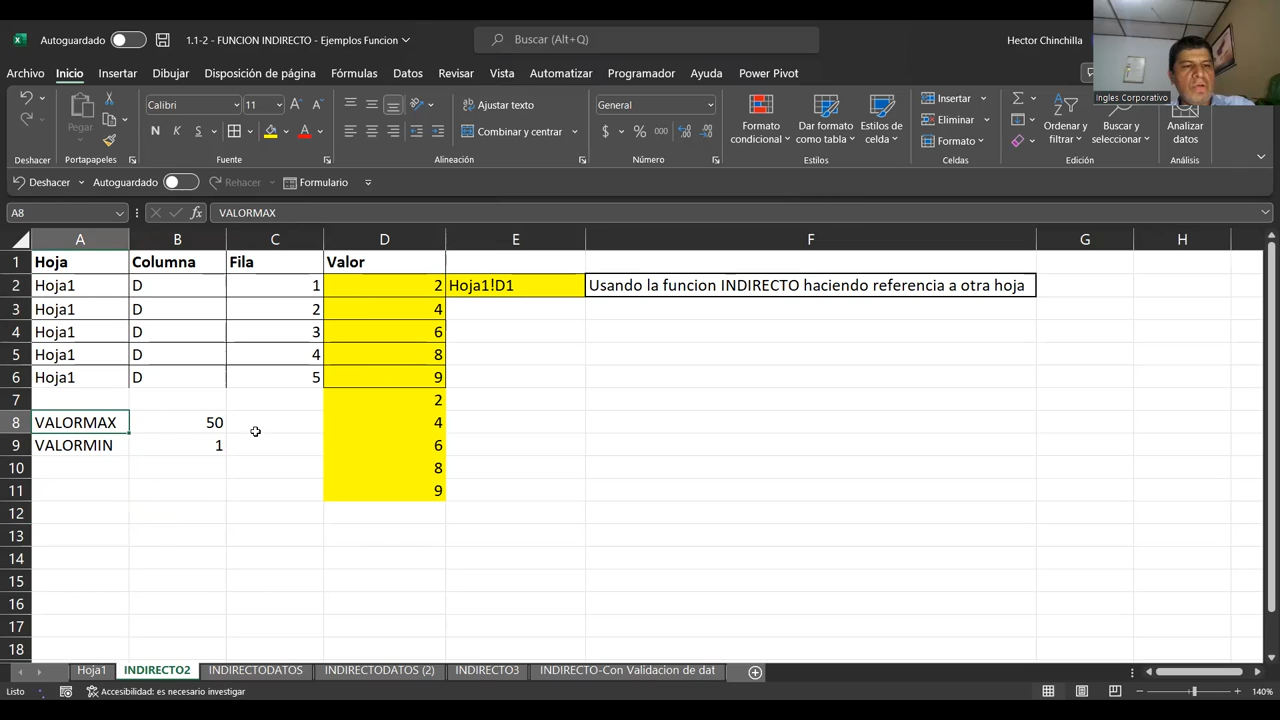 Autoguardado
1.1-2 - FUNCION INDIRECTO - Ejemplos Funcion
Buscar (Alt+Q)
Hector Chinchilla
Archivo Inicio Insertar Dibujar Disposición de página Fórmulas Datos Revisar Vista Automatizar Programador Ayuda Power Pivot
Ingles Corporativo
Pegar
Calibri 11
N K S
Ajustar texto
Combinar y centrar
General
$ % 000
Formato condicional
Dar formato como tabla
Estilos de celda
Insertar
Eliminar
Formato
Ordenar y filtrar
Buscar y seleccionar
Analizar datos
Deshacer Portapapeles Fuente Alineación Número Estilos Celdas Edición Análisis
Deshacer Autoguardado Rehacer Formulario
A8 fx VALORMAX
A B C D E F G H
1 Hoja Columna Fila Valor
2 Hoja1 D 1 2 Hoja1!D1 Usando la funcion INDIRECTO haciendo referencia a otra hoja
3 Hoja1 D 2 4
4 Hoja1 D 3 6
5 Hoja1 D 4 8
6 Hoja1 D 5 9
7 2
8 VALORMAX 50 4
9 VALORMIN 1 6
10 8
11 9
12
13
14
15
16
17
18
Hoja1 INDIRECTO2 INDIRECTODATOS INDIRECTODATOS (2) INDIRECTO3 INDIRECTO-Con Validacion de dat
Listo Accesibilidad: es necesario investigar 140%